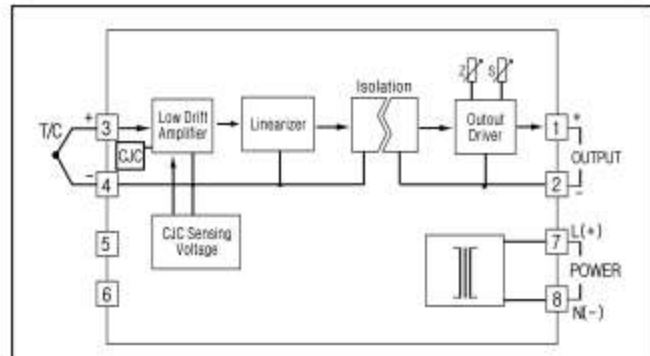 Z S
Isolation
+
T/C
-
3
CJC
4
Low Drift
Amplifier
Linearizer
Outout
Driver
1
+
OUTPUT
2
-
CJC Sensing
Voltage
5
6
7
L(+)
POWER
8
N(-)